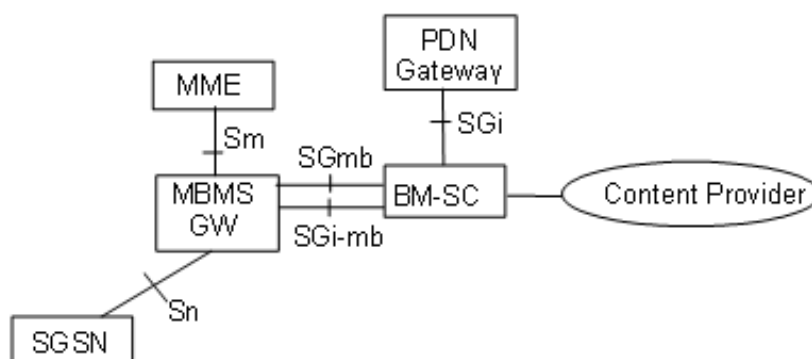 PDN
Gateway
MME
SGi
Sm
SGmb
MBMS
GW
BM-SC
Content Provider
SGi-mb
Sn
SGSN